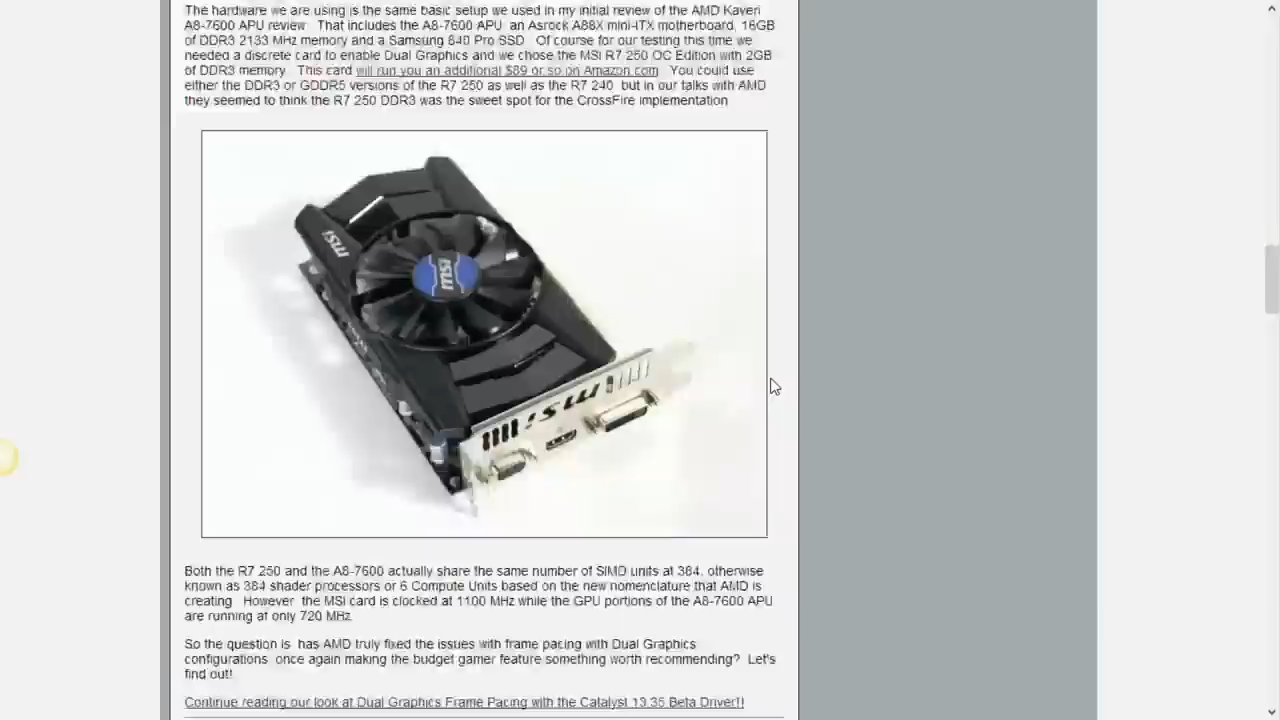 The hardware we are using is the same basic setup we used in my initial review of the AMD Kaveri
A8-7600 APU review  That includes the A8-7600 APU  an Asrock A88X mini-ITX motherboard, 16GB
of DDR3 2133 MHz memory and a Samsung 840 Pro SSD  Of course for our testing this time we
needed a discrete card to enable Dual Graphics and we chose the MSI R7 250 OC Edition with 2GB
of DDR3 memory  This card will run you an additional $89 or so on Amazon.com  You could use
either the DDR3 or GDDR5 versions of the R7 250 as well as the R7 240  but in our talks with AMD
they seemed to think the R7 250 DDR3 was the sweet spot for the CrossFire implementation
msi
msi
msi
Both the R7 250 and the A8-7600 actually share the same number of SIMD units at 384, otherwise
known as 384 shader processors or 6 Compute Units based on the new nomenclature that AMD is
creating  However  the MSI card is clocked at 1100 MHz while the GPU portions of the A8-7600 APU
are running at only 720 MHz.
So the question is  has AMD truly fixed the issues with frame pacing with Dual Graphics
configurations  once again making the budget gamer feature something worth recommending?  Let's
find out!
Continue reading our look at Dual Graphics Frame Pacing with the Catalyst 13.35 Beta Driver!!